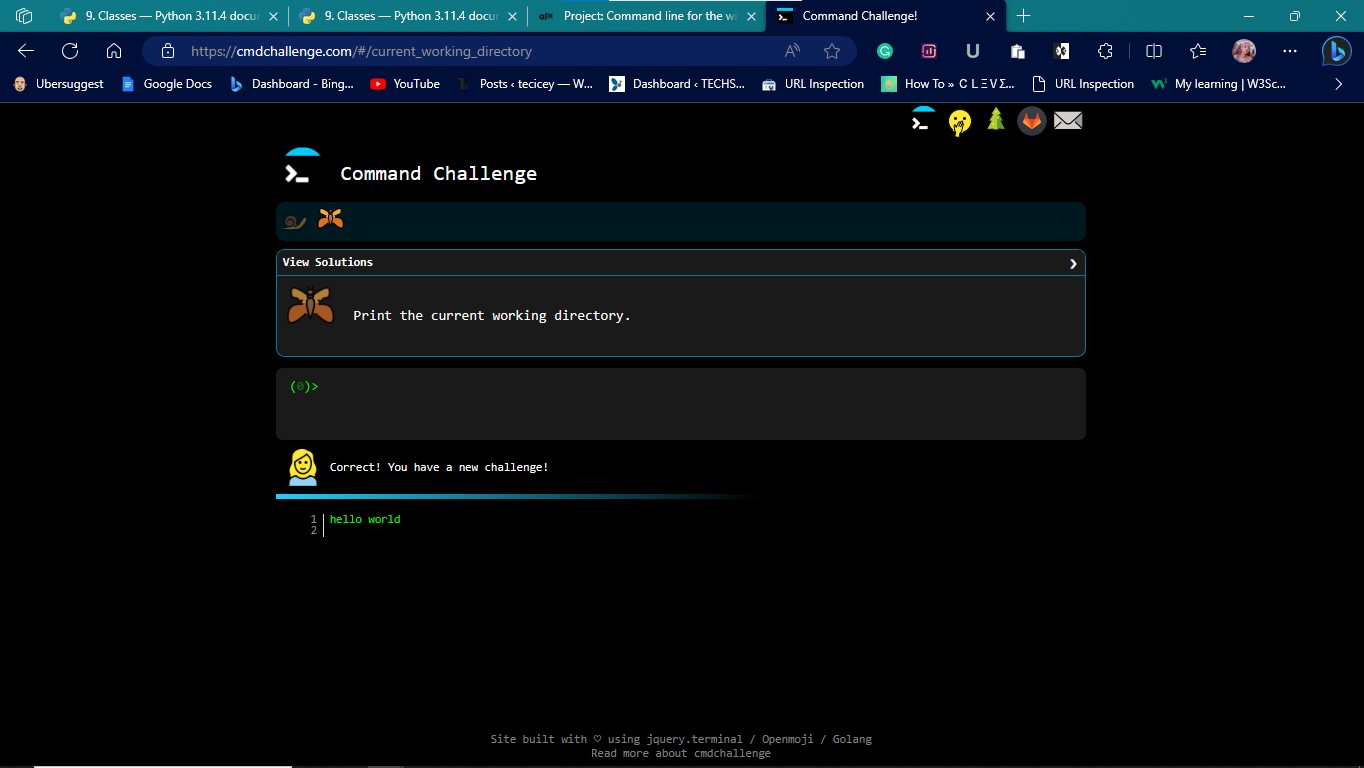 9. Classes — Python 3.11.4 docu
9. Classes — Python 3.11.4 docu
Project: Command line for the wi
Command Challenge!
https://cmdchallenge.com/#/current_working_directory
Ubersuggest
Google Docs
Dashboard - Bing...
YouTube
Posts ‹ tecicey — W...
Dashboard ‹ TECHS...
URL Inspection
How To » C L Ξ V Σ...
URL Inspection
My learning | W3Sc...
Command Challenge
View Solutions
Print the current working directory.
(0)>
Correct! You have a new challenge!
1 hello world
2
Site built with ♡ using jquery.terminal / Openmoji / Golang
Read more about cmdchallenge